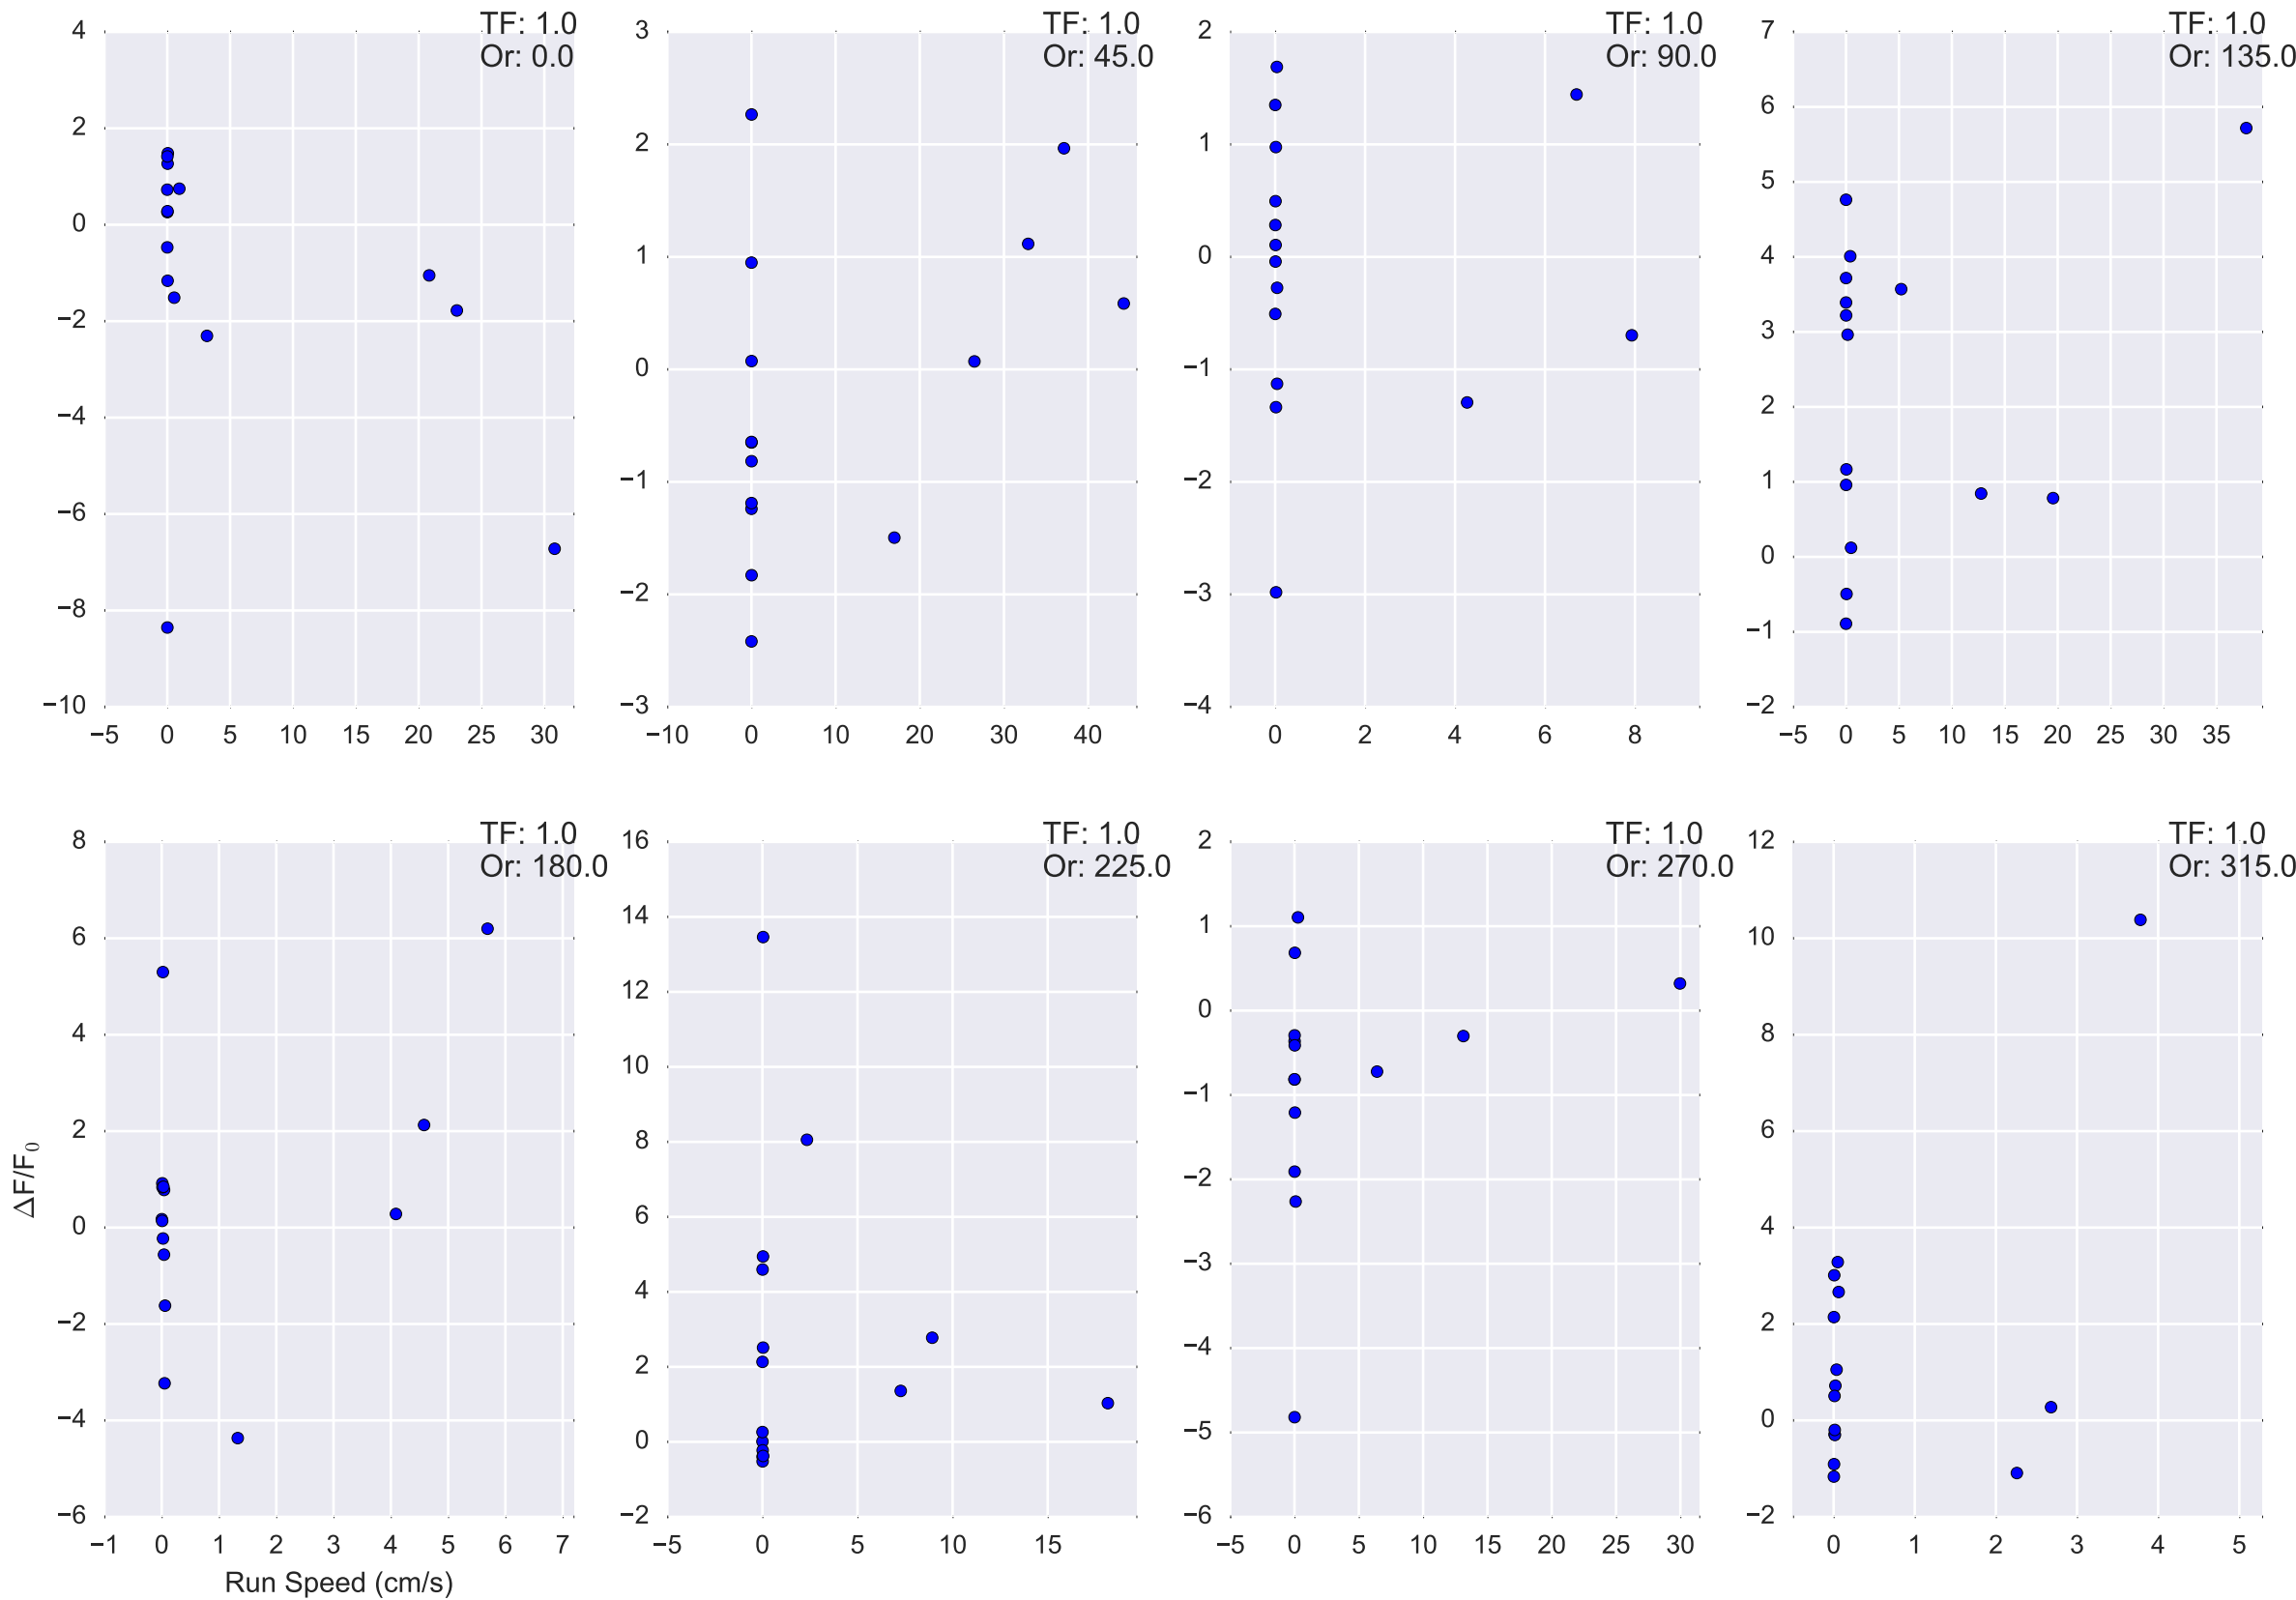 TF: 1.0
Or: 0.0
4
2
0
−2
−4
−6
−8
−10
−5 0 5 10 15 20 25 30
TF: 1.0
Or: 45.0
3
2
1
0
−1
−2
−3
−10 0 10 20 30 40
TF: 1.0
Or: 90.0
2
1
0
−1
−2
−3
−4
0 2 4 6 8
TF: 1.0
Or: 135.0
7
6
5
4
3
2
1
0
−1
−2
−5 0 5 10 15 20 25 30 35
TF: 1.0
Or: 180.0
8
6
4
2
0
−2
−4
−6
−1 0 1 2 3 4 5 6 7
Run Speed (cm/s)
ΔF/F₀
TF: 1.0
Or: 225.0
16
14
12
10
8
6
4
2
0
−2
−5 0 5 10 15
TF: 1.0
Or: 270.0
2
1
0
−1
−2
−3
−4
−5
−6
−5 0 5 10 15 20 25 30
TF: 1.0
Or: 315.0
12
10
8
6
4
2
0
−2
0 1 2 3 4 5